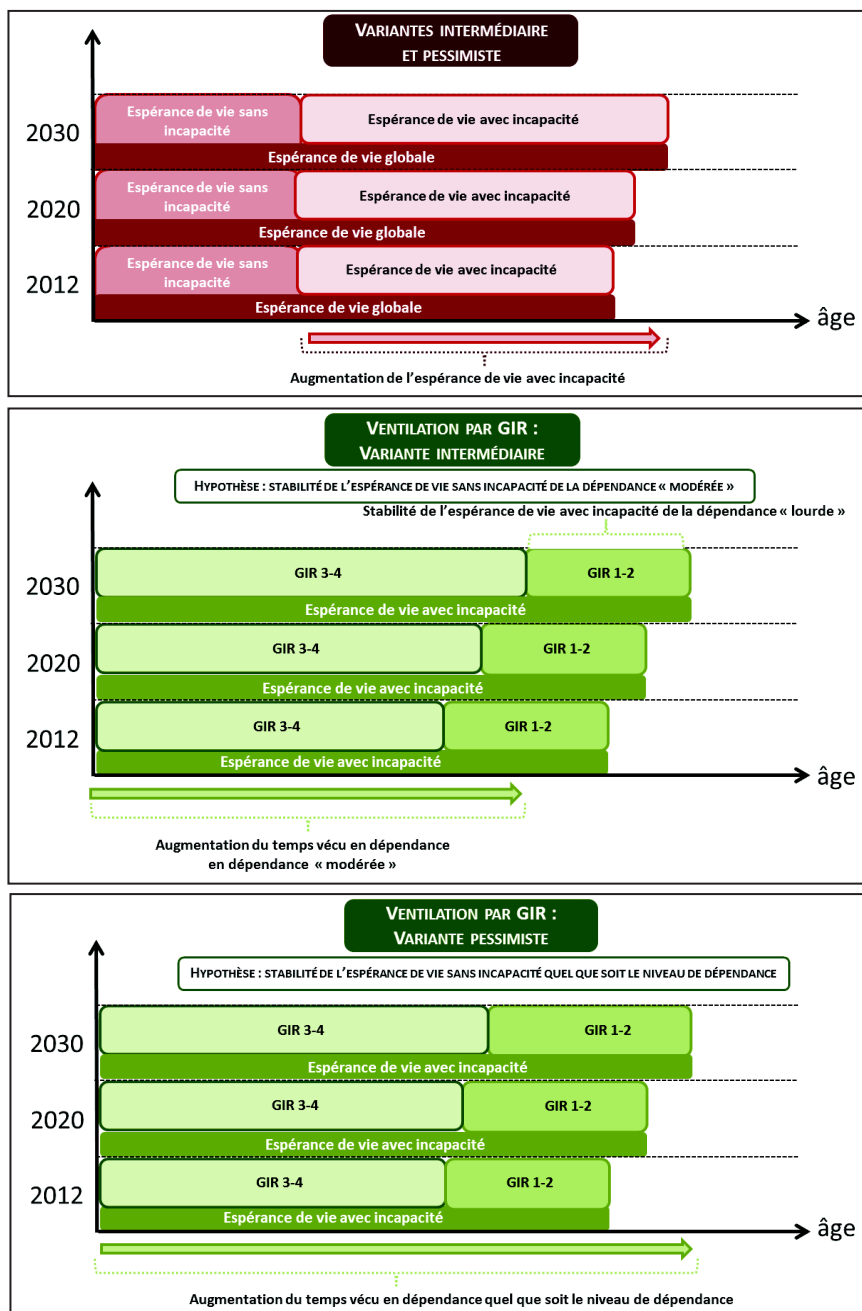 VARIANTES INTERMÉDIAIRE
ET PESSIMISTE
2030
Espérance de vie sans
incapacité
Espérance de vie avec incapacité
Espérance de vie globale
2020
Espérance de vie sans
incapacité
Espérance de vie avec incapacité
Espérance de vie globale
2012
Espérance de vie sans
incapacité
Espérance de vie avec incapacité
Espérance de vie globale
âge
Augmentation de l'espérance de vie avec incapacité
VENTILATION PAR GIR :
VARIANTE INTERMÉDIAIRE
HYPOTHÈSE : STABILITÉ DE L'ESPÉRANCE DE VIE SANS INCAPACITÉ DE LA DÉPENDANCE « MODÉRÉE »
Stabilité de l'espérance de vie avec incapacité de la dépendance « lourde »
2030
GIR 3-4
GIR 1-2
Espérance de vie avec incapacité
2020
GIR 3-4
GIR 1-2
Espérance de vie avec incapacité
2012
GIR 3-4
GIR 1-2
Espérance de vie avec incapacité
âge
Augmentation du temps vécu en dépendance
en dépendance « modérée »
VENTILATION PAR GIR :
VARIANTE PESSIMISTE
HYPOTHÈSE : STABILITÉ DE L'ESPÉRANCE DE VIE SANS INCAPACITÉ QUEL QUE SOIT LE NIVEAU DE DÉPENDANCE
2030
GIR 3-4
GIR 1-2
Espérance de vie avec incapacité
2020
GIR 3-4
GIR 1-2
Espérance de vie avec incapacité
2012
GIR 3-4
GIR 1-2
Espérance de vie avec incapacité
âge
Augmentation du temps vécu en dépendance quel que soit le niveau de dépendance